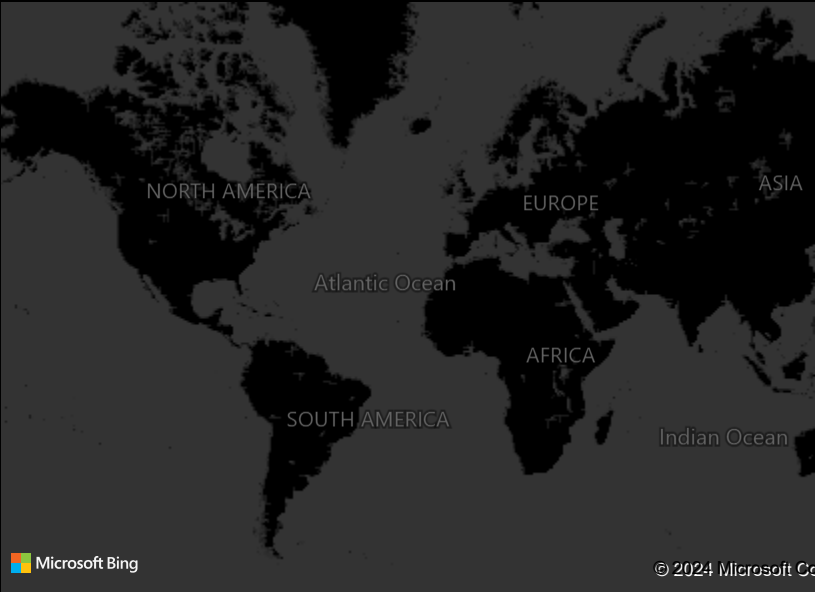 ASIA
NORTH AMERICA
EUROPE
Atlantic Ocean
AFRICA
SOUTH AMERICA
Indian Ocean
Microsoft Bing
© 2024 Microsoft Co